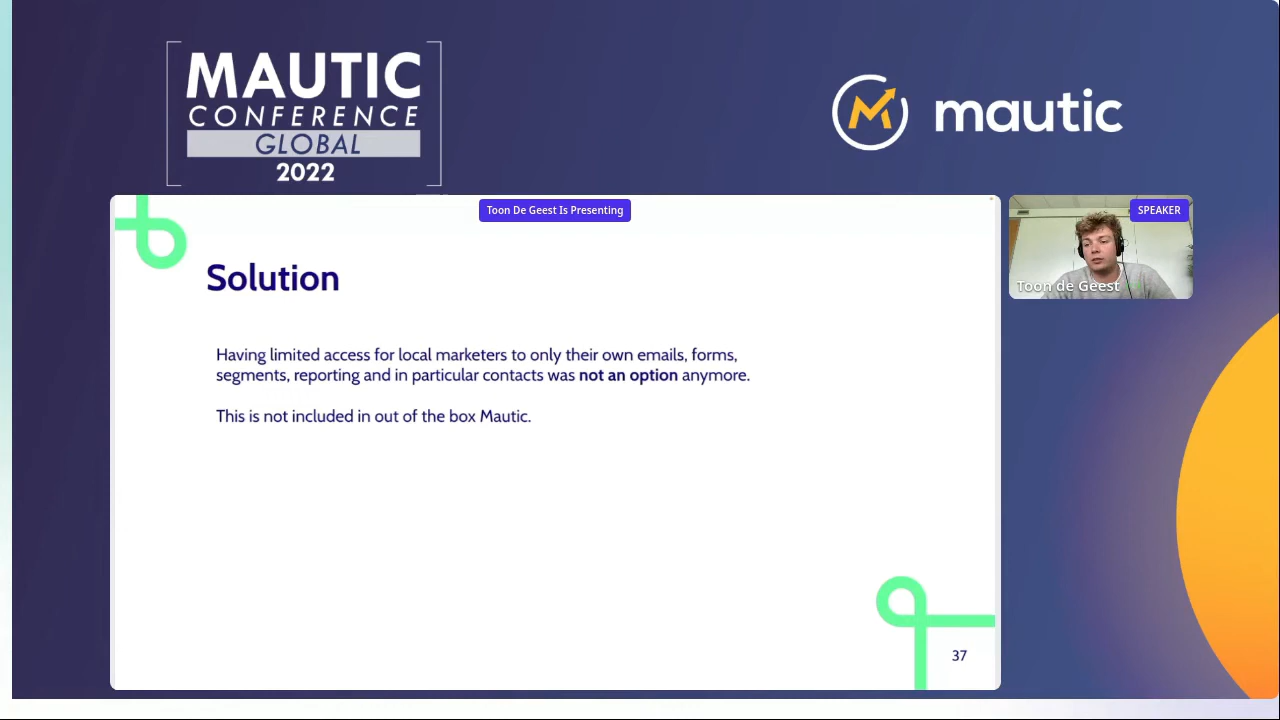 MAUTIC
CONFERENCE
GLOBAL
2022
mautic
Toon De Geest Is Presenting
SPEAKER
Toon de Geest
Solution
Having limited access for local marketers to only their own emails, forms,
segments, reporting and in particular contacts was not an option anymore.
This is not included in out of the box Mautic.
37